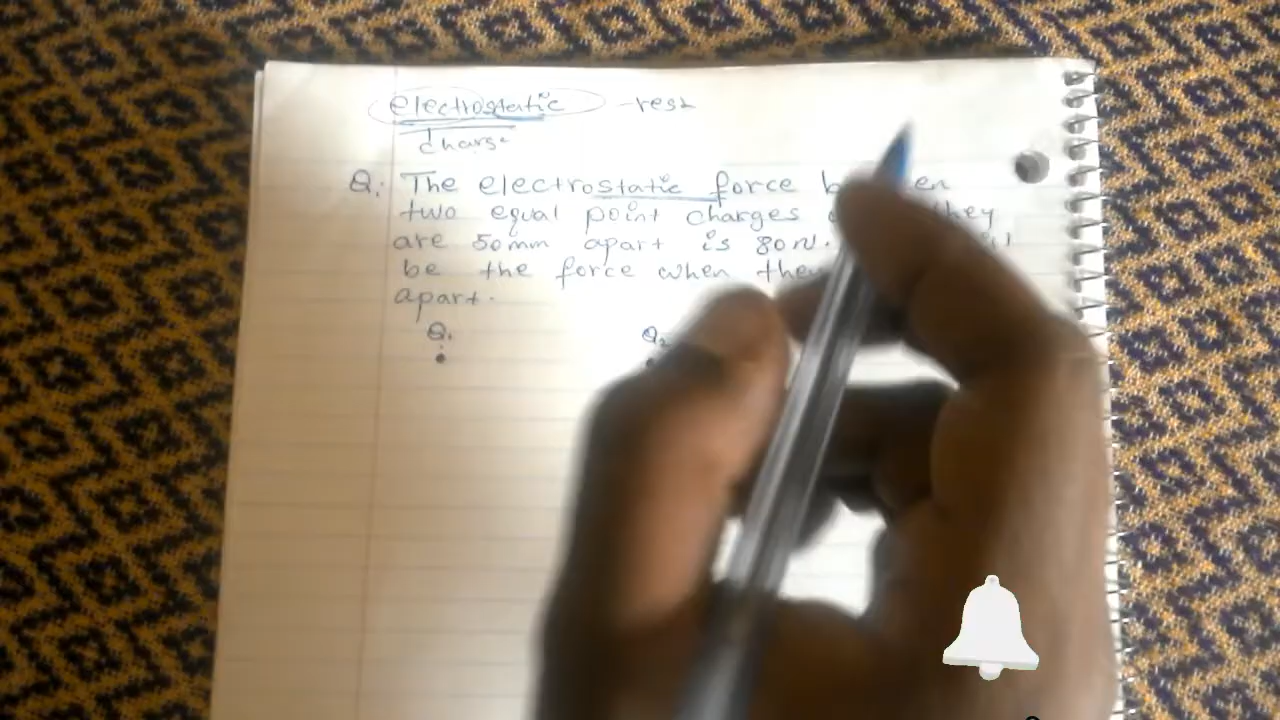 electrostatic -rest
charge
Q: The electrostatic force
two equal point charges they
are 50mm apart is 80N.
be the force when they
apart.
Q₁ Q₂